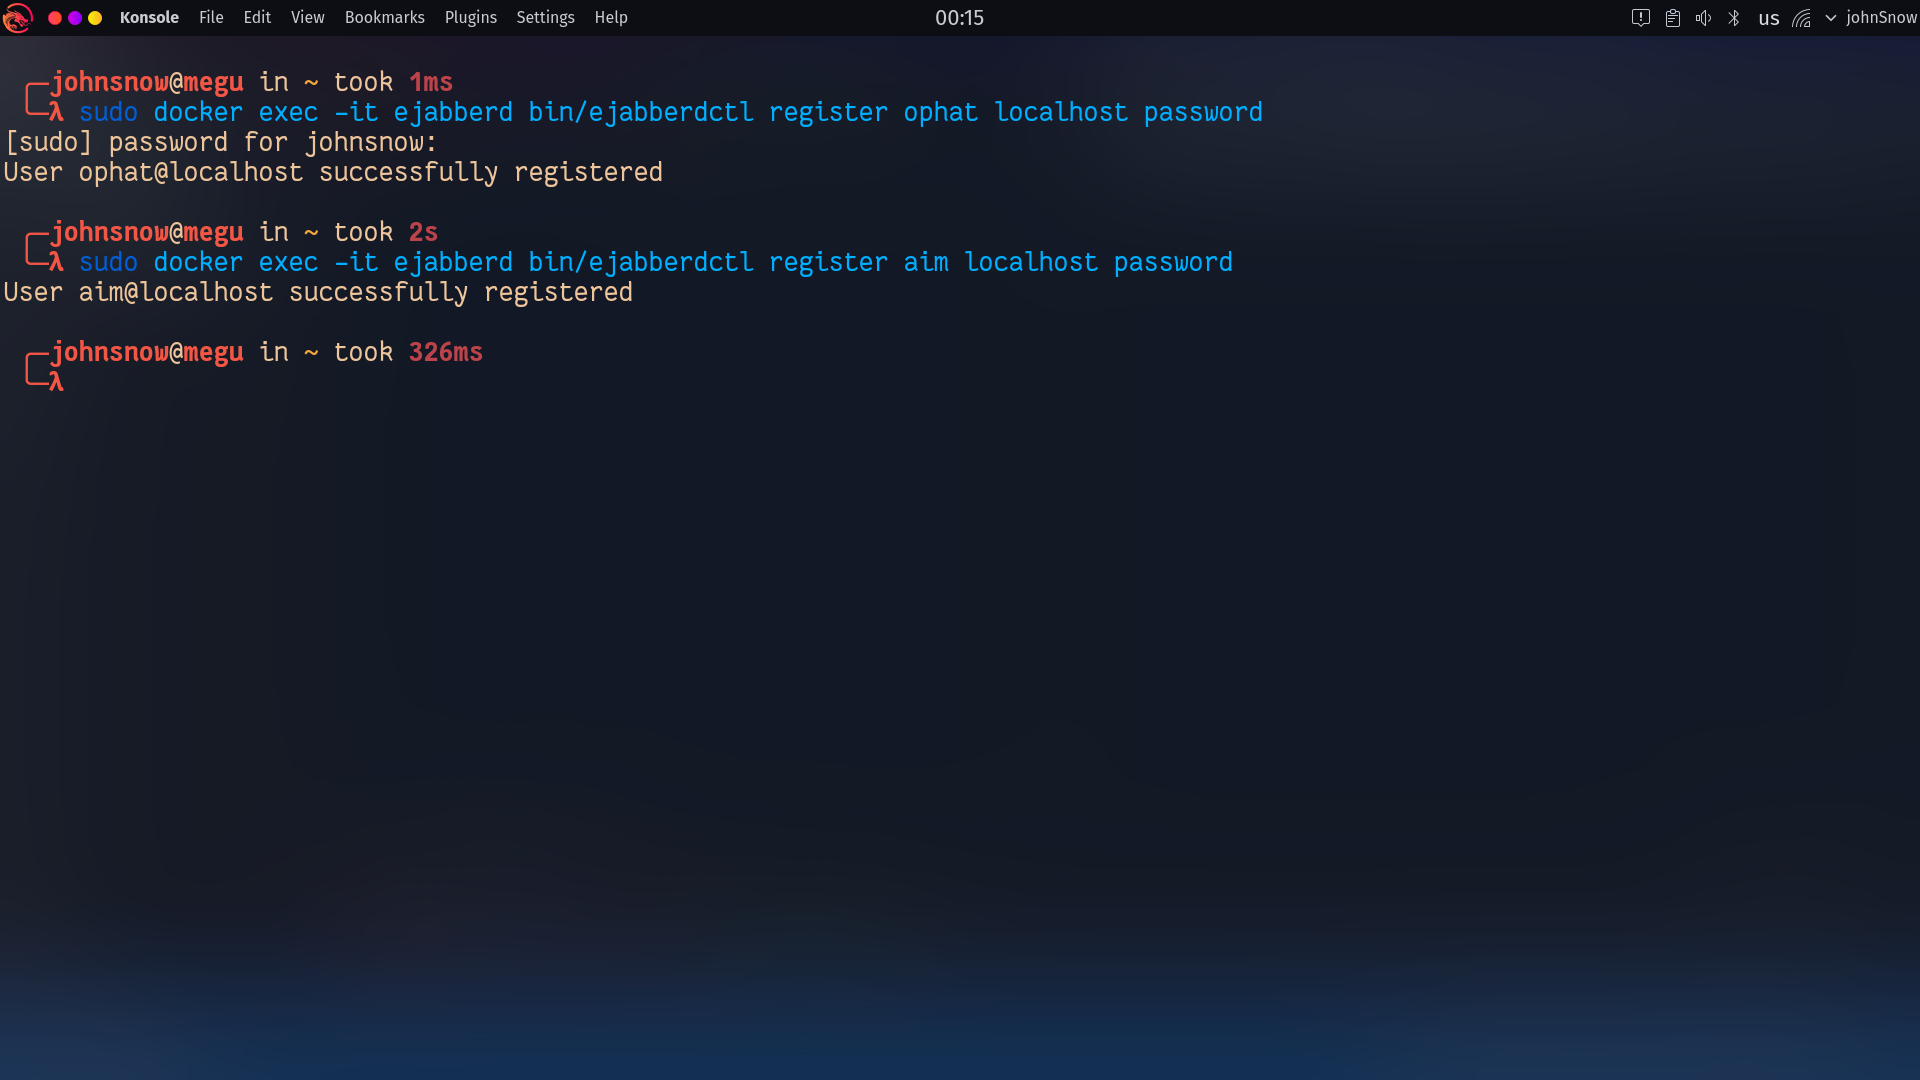 Konsole File Edit View Bookmarks Plugins Settings Help 00:15 us johnSnow
╭─johnsnow@megu in ~ took 1ms
╰─λ sudo docker exec -it ejabberd bin/ejabberdctl register ophat localhost password
[sudo] password for johnsnow:
User ophat@localhost successfully registered
╭─johnsnow@megu in ~ took 2s
╰─λ sudo docker exec -it ejabberd bin/ejabberdctl register aim localhost password
User aim@localhost successfully registered
╭─johnsnow@megu in ~ took 326ms
╰─λ